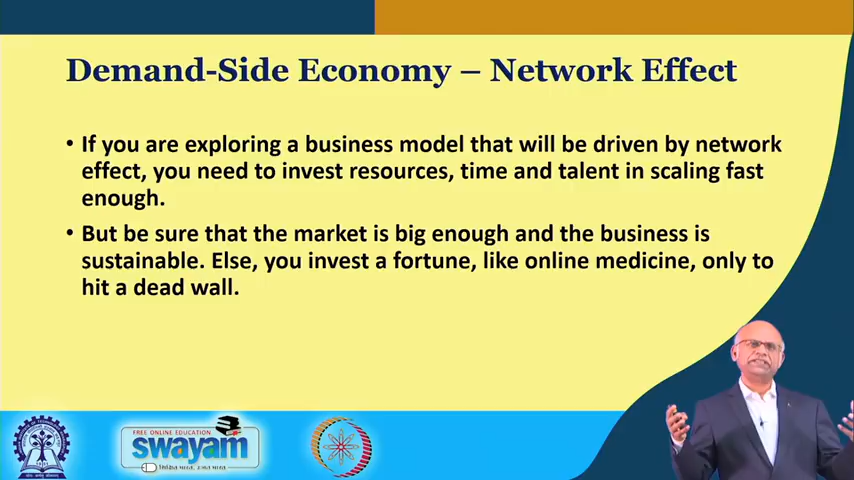 Demand-Side Economy – Network Effect
• If you are exploring a business model that will be driven by network
effect, you need to invest resources, time and talent in scaling fast
enough.
• But be sure that the market is big enough and the business is
sustainable. Else, you invest a fortune, like online medicine, only to
hit a dead wall.
FREE ONLINE EDUCATION
swayam